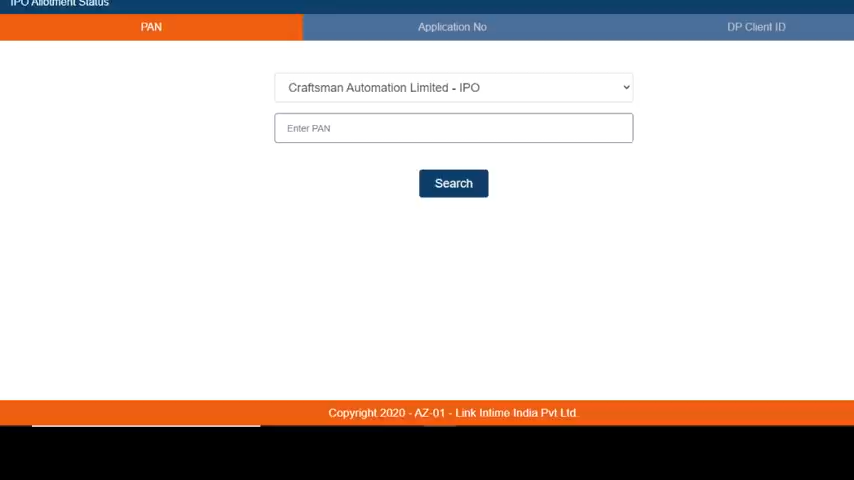 IPO Allotment Status
PAN
Application No
DP Client ID
Craftsman Automation Limited - IPO
Enter PAN
Search
Copyright 2020 - AZ-01 - Link Intime India Pvt Ltd.